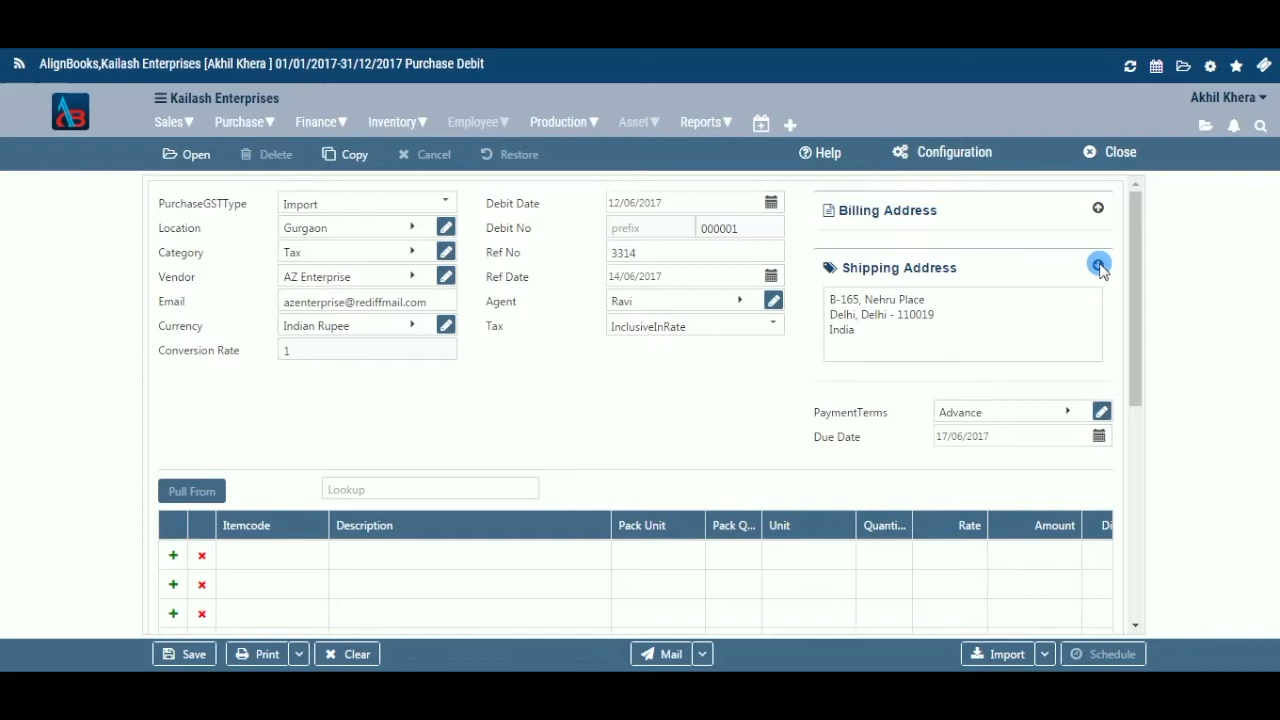 AlignBooks,Kailash Enterprises [Akhil Khera ] 01/01/2017-31/12/2017 Purchase Debit
Kailash Enterprises
Akhil Khera
AB
Sales Purchase Finance Inventory Employee Production Asset Reports
Open Delete Copy Cancel Restore Help Configuration Close
PurchaseGSTType Import Debit Date 12/06/2017
Billing Address
Location Gurgaon Debit No prefix 000001
Category Tax Ref No 3314
Shipping Address
Vendor AZ Enterprise Ref Date 14/06/2017
Email azenterprise@rediffmail.com Agent Ravi
Currency Indian Rupee Tax InclusiveInRate
Conversion Rate 1
B-165, Nehru Place
Delhi, Delhi - 110019
India
PaymentTerms Advance
Due Date 17/06/2017
Pull From Lookup
Itemcode Description Pack Unit Pack Q... Unit Quanti... Rate Amount Di
Save Print Clear Mail Import Schedule